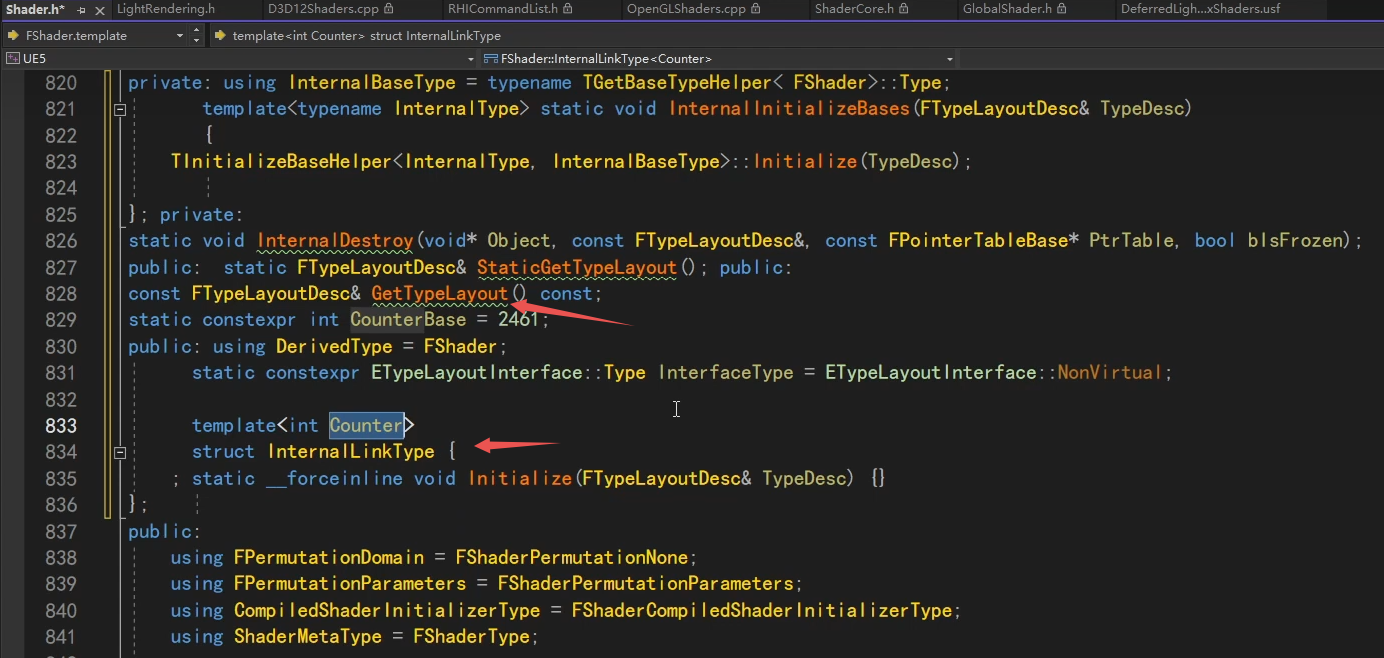 Shader.h* LightRendering.h D3D12Shaders.cpp RHICommandList.h OpenGLShaders.cpp ShaderCore.h GlobalShader.h DeferredLigh...xShaders.usf
FShader.template template<int Counter> struct InternalLinkType
UE5 FShader::InternalLinkType<Counter>
820 private: using InternalBaseType = typename TGetBaseTypeHelper< FShader>::Type;
821 template<typename InternalType> static void InternalInitializeBases(FTypeLayoutDesc& TypeDesc)
822 {
823 TInitializeBaseHelper<InternalType, InternalBaseType>::Initialize(TypeDesc);
824
825 }; private:
826 static void InternalDestroy(void* Object, const FTypeLayoutDesc&, const FPointerTableBase* PtrTable, bool bIsFrozen);
827 public: static FTypeLayoutDesc& StaticGetTypeLayout(); public:
828 const FTypeLayoutDesc& GetTypeLayout() const;
829 static constexpr int CounterBase = 2461;
830 public: using DerivedType = FShader;
831 static constexpr ETypeLayoutInterface::Type InterfaceType = ETypeLayoutInterface::NonVirtual;
832
833 template<int Counter>
834 struct InternalLinkType {
835 ; static __forceinline void Initialize(FTypeLayoutDesc& TypeDesc) {}
836 };
837 public:
838 using FPermutationDomain = FShaderPermutationNone;
839 using FPermutationParameters = FShaderPermutationParameters;
840 using CompiledShaderInitializerType = FShaderCompiledShaderInitializerType;
841 using ShaderMetaType = FShaderType;